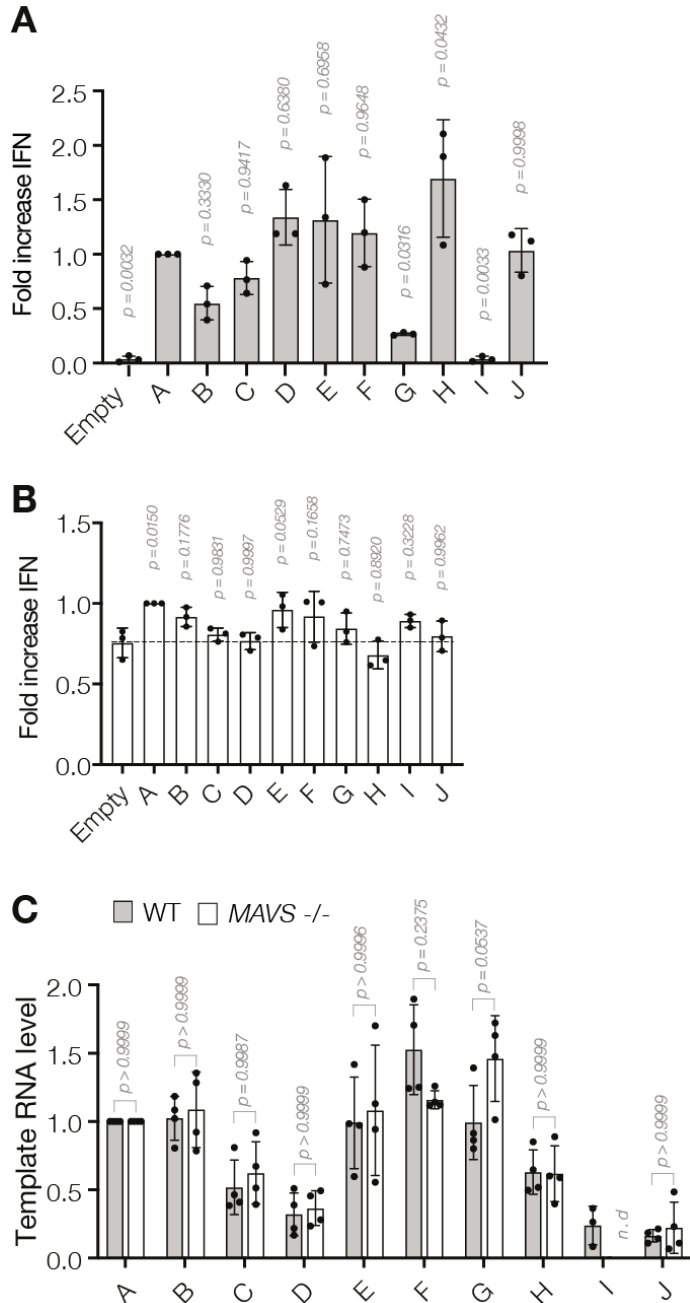 A
Fold increase IFN
2.5
2.0
1.5
1.0
0.5
0.0
p = 0.0032
p = 0.3330
p = 0.9417
p = 0.6380
p = 0.6958
p = 0.9648
p = 0.0316
p = 0.0432
p = 0.0033
p = 0.9998
Empty
A
B
C
D
E
F
G
H
I
J
B
Fold increase IFN
1.5
1.0
0.5
0.0
p = 0.0150
p = 0.1776
p = 0.9831
p = 0.9997
p = 0.0529
p = 0.1658
p = 0.7473
p = 0.8920
p = 0.3228
p = 0.9962
Empty
A
B
C
D
E
F
G
H
I
J
C
WT
MAVS -/-
Template RNA level
2.0
1.5
1.0
0.5
0.0
p > 0.9999
p > 0.9999
p = 0.9987
p > 0.9999
p > 0.9996
p = 0.2375
p = 0.0537
p > 0.9999
n.d
p > 0.9999
A
B
C
D
E
F
G
H
I
J